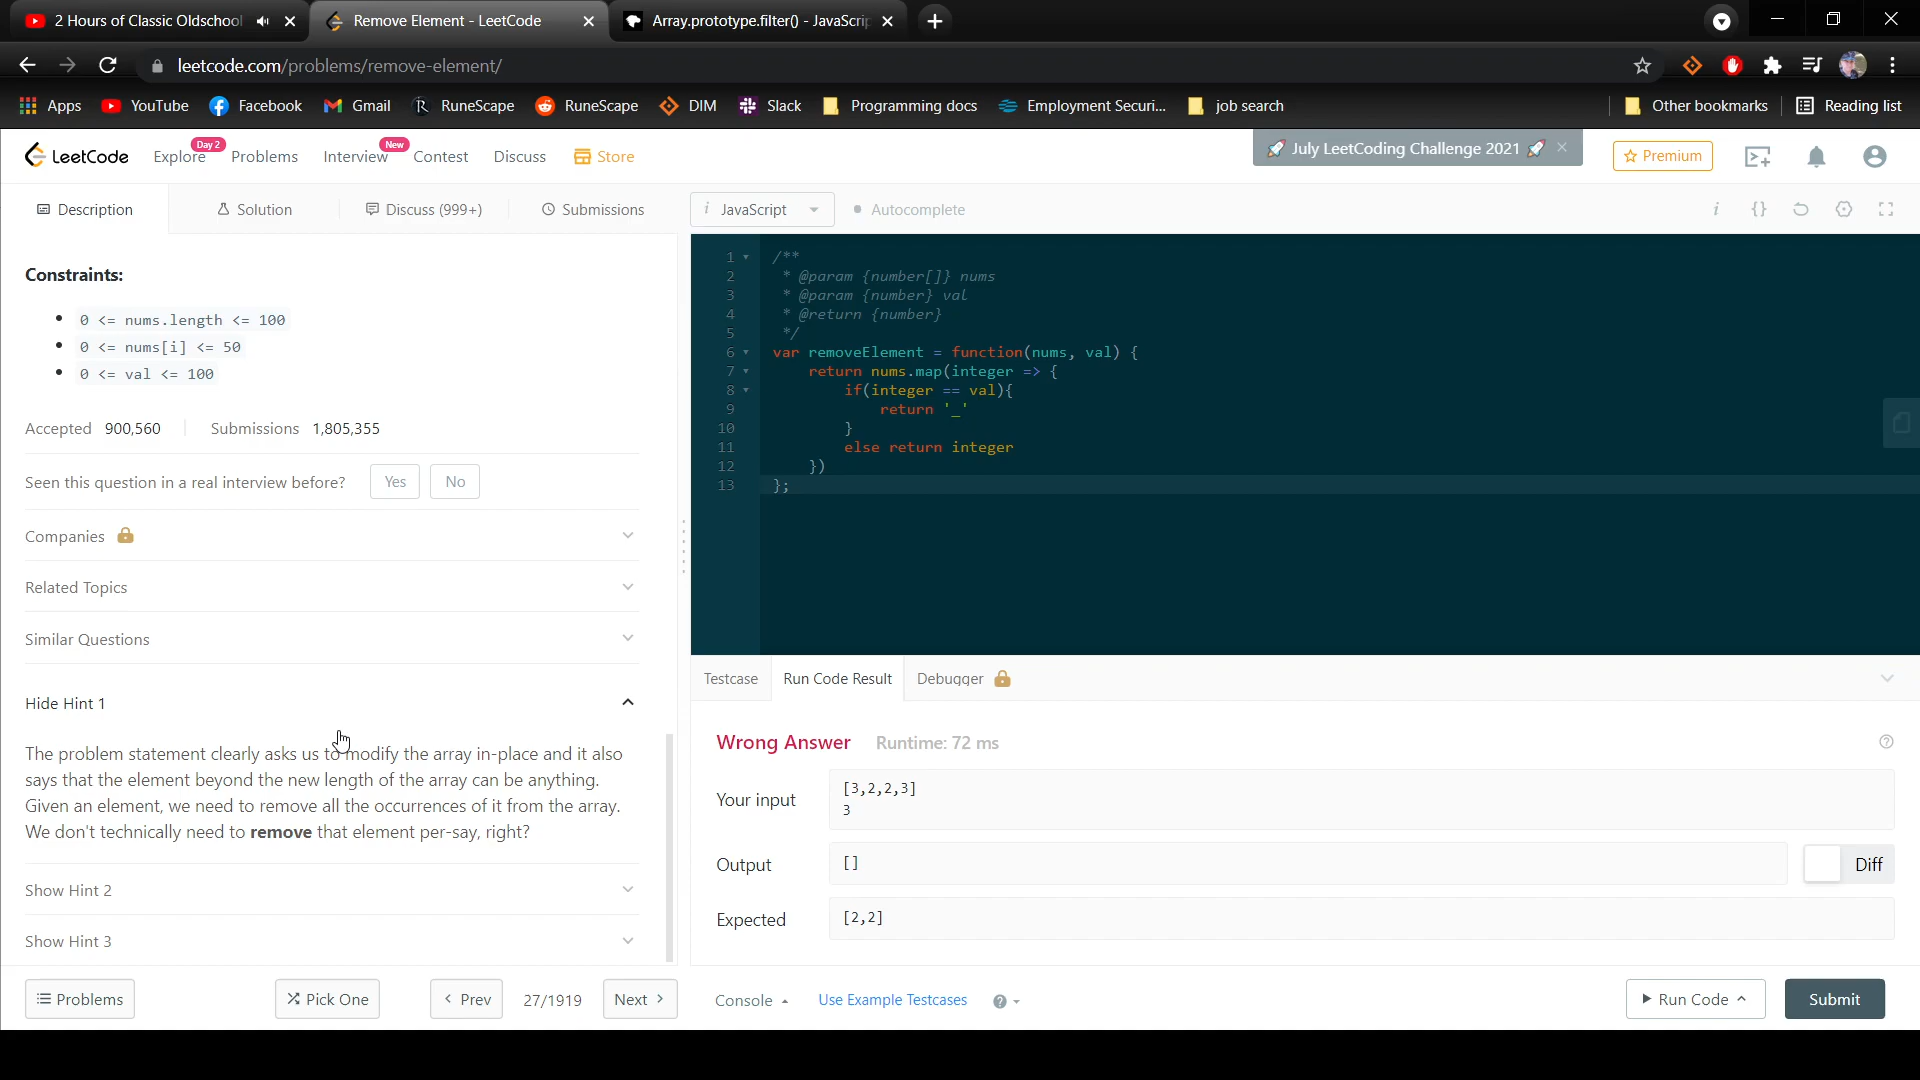 2 Hours of Classic Oldschool
Remove Element - LeetCode
Array.prototype.filter() - JavaScrip
leetcode.com/problems/remove-element/
Apps
YouTube
Facebook
Gmail
RuneScape
RuneScape
DIM
Slack
Programming docs
Employment Securi...
job search
Other bookmarks
Reading list
LeetCode
Explore
Day 2
Problems
Interview
New
Contest
Discuss
Store
🚀 July LeetCoding Challenge 2021 🚀
Premium
Description
Solution
Discuss (999+)
Submissions
i JavaScript
Autocomplete
i
{}
Constraints:
0 <= nums.length <= 100
0 <= nums[i] <= 50
0 <= val <= 100
Accepted 900,560
Submissions 1,805,355
Seen this question in a real interview before?
Yes
No
Companies
Related Topics
Similar Questions
Hide Hint 1
The problem statement clearly asks us to modify the array in-place and it also
says that the element beyond the new length of the array can be anything.
Given an element, we need to remove all the occurrences of it from the array.
We don't technically need to remove that element per-say, right?
Show Hint 2
Show Hint 3
Problems
Pick One
< Prev
27/1919
Next >
1 /**
2 * @param {number[]} nums
3 * @param {number} val
4 * @return {number}
5 */
6 var removeElement = function(nums, val) {
7 return nums.map(integer => {
8 if(integer == val){
9 return '_'
10 }
11 else return integer
12 })
13 };
Testcase
Run Code Result
Debugger
Wrong Answer
Runtime: 72 ms
Your input
[3,2,2,3]
3
Output
[]
Diff
Expected
[2,2]
Console
Use Example Testcases
Run Code
Submit